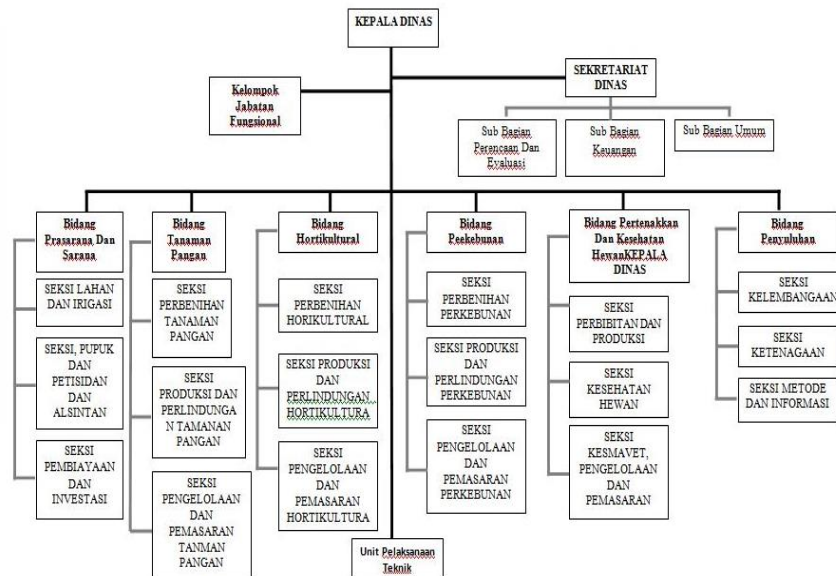 KEPALA DINAS
SEKRETARIAT
DINAS
Kelompok
Jabatan
Fungsional
Sub Bagian
Perencaan Dan
Evaluasi
Sub Bagian
Keuangan
Sub Bagian Umum
Bidang
Prasarana Dan
Sarana
SEKSI LAHAN
DAN IRIGASI
SEKSI, PUPUK
DAN
PETISIDAN
DAN
ALSINTAN
SEKSI
PEMBIAYAAN
DAN
INVESTASI
Bidang
Tanaman
Pangan
SEKSI
PERBENIHAN
TANAMAN
PANGAN
SEKSI
PRODUKSI DAN
PERLINDUNGA
N TAMANAN
PANGAN
SEKSI
PENGELOLAAN
DAN
PEMASARAN
TANMAN
PANGAN
Bidang
Hortikultural
SEKSI
PERBENIHAN
HORIKULTURAL
SEKSI PRODUKSI
DAN
PERLINDUNGAN
HORTIKULTURA
SEKSI
PENGELOLAAN
DAN
PEMASARAN
HORTIKULTURA
Bidang
Peekebunan
SEKSI
PERBENIHAN
PERKEBUNAN
SEKSI PRODUKSI
DAN
PERLINDUNGAN
PERKEBUNAN
SEKSI
PENGELOLAAN
DAN
PEMASARAN
PERKEBUNAN
Bidang Pertenakkan
Dan Kesehatan
HewanKEPALA
DINAS
SEKSI
PERBIBITAN DAN
PRODUKSI
SEKSI
KESEHATAN
HEWAN
SEKSI
KESMAVET,
PENGELOLAAN
DAN
PEMASARAN
Bidang
Penyuluhan
SEKSI
KELEMBANGAAN
SEKSI
KETENAGAAN
SEKSI METODE
DAN INFORMASI
Unit Pelaksanaan
Teknik